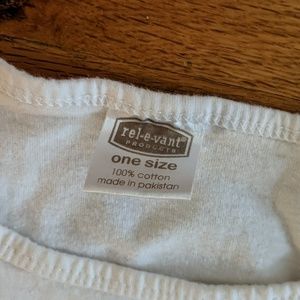 rel·e·vant
PRODUCTS
one size
100% cotton
made in pakistan